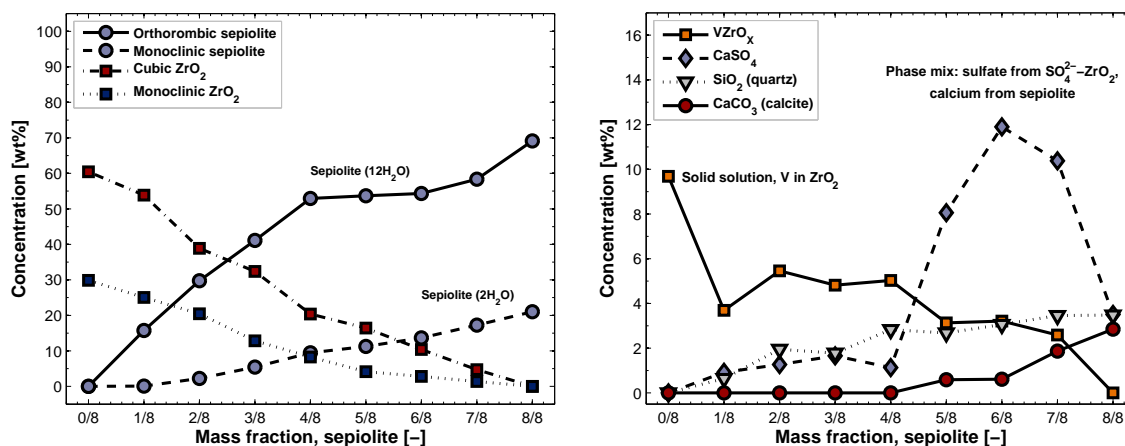 Orthorombic sepiolite
Monoclinic sepiolite
Cubic ZrO₂
Monoclinic ZrO₂
Sepiolite (12H₂O)
Sepiolite (2H₂O)
Concentration [wt%]
100
90
80
70
60
50
40
30
20
10
0
0/8 1/8 2/8 3/8 4/8 5/8 6/8 7/8 8/8
Mass fraction, sepiolite [−]
VZrOₓ
CaSO₄
SiO₂ (quartz)
CaCO₃ (calcite)
Phase mix: sulfate from SO₄²⁻−ZrO₂,
calcium from sepiolite
Solid solution, V in ZrO₂
Concentration [wt%]
16
14
12
10
8
6
4
2
0
0/8 1/8 2/8 3/8 4/8 5/8 6/8 7/8 8/8
Mass fraction, sepiolite [−]